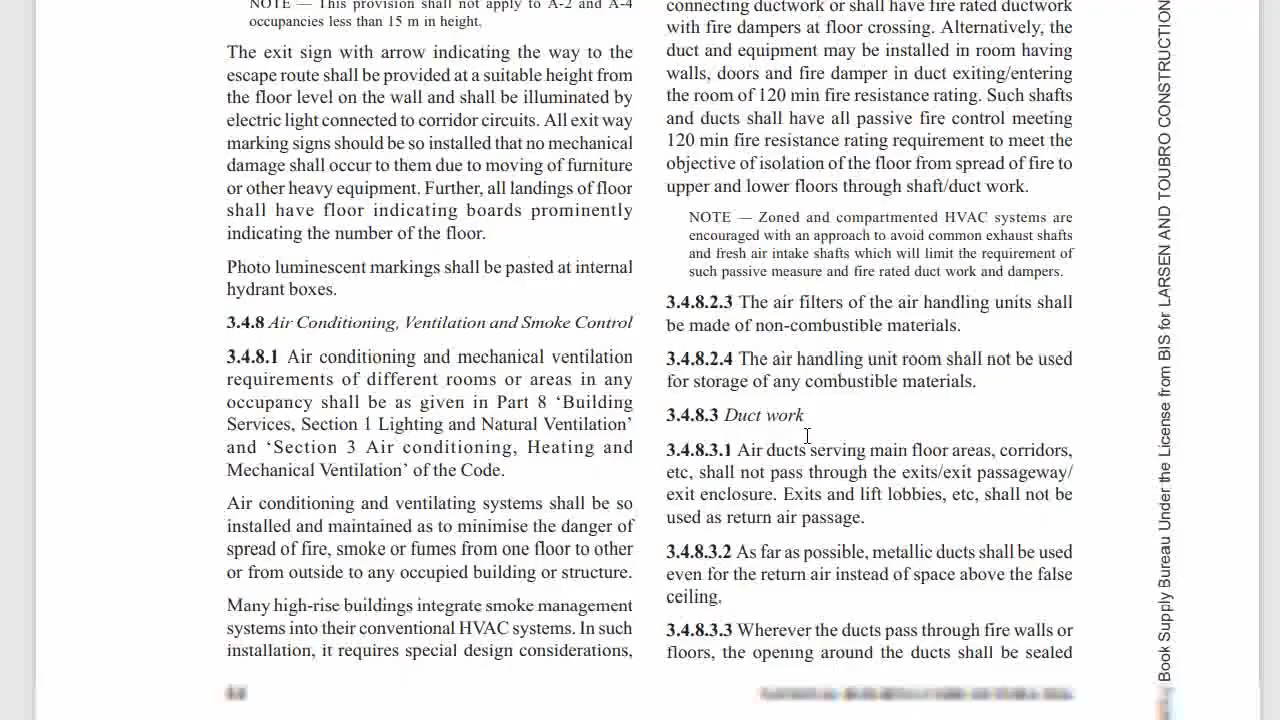 NOTE — This provision shall not apply to A-2 and A-4
occupancies less than 15 m in height.
The exit sign with arrow indicating the way to the
escape route shall be provided at a suitable height from
the floor level on the wall and shall be illuminated by
electric light connected to corridor circuits. All exit way
marking signs should be so installed that no mechanical
damage shall occur to them due to moving of furniture
or other heavy equipment. Further, all landings of floor
shall have floor indicating boards prominently
indicating the number of the floor.
Photo luminescent markings shall be pasted at internal
hydrant boxes.
3.4.8 Air Conditioning, Ventilation and Smoke Control
3.4.8.1 Air conditioning and mechanical ventilation
requirements of different rooms or areas in any
occupancy shall be as given in Part 8 ‘Building
Services, Section 1 Lighting and Natural Ventilation’
and ‘Section 3 Air conditioning, Heating and
Mechanical Ventilation’ of the Code.
Air conditioning and ventilating systems shall be so
installed and maintained as to minimise the danger of
spread of fire, smoke or fumes from one floor to other
or from outside to any occupied building or structure.
Many high-rise buildings integrate smoke management
systems into their conventional HVAC systems. In such
installation, it requires special design considerations,
connecting ductwork or shall have fire rated ductwork
with fire dampers at floor crossing. Alternatively, the
duct and equipment may be installed in room having
walls, doors and fire damper in duct exiting/entering
the room of 120 min fire resistance rating. Such shafts
and ducts shall have all passive fire control meeting
120 min fire resistance rating requirement to meet the
objective of isolation of the floor from spread of fire to
upper and lower floors through shaft/duct work.
NOTE — Zoned and compartmented HVAC systems are
encouraged with an approach to avoid common exhaust shafts
and fresh air intake shafts which will limit the requirement of
such passive measure and fire rated duct work and dampers.
3.4.8.2.3 The air filters of the air handling units shall
be made of non-combustible materials.
3.4.8.2.4 The air handling unit room shall not be used
for storage of any combustible materials.
3.4.8.3 Duct work
3.4.8.3.1 Air ducts serving main floor areas, corridors,
etc, shall not pass through the exits/exit passageway/
exit enclosure. Exits and lift lobbies, etc, shall not be
used as return air passage.
3.4.8.3.2 As far as possible, metallic ducts shall be used
even for the return air instead of space above the false
ceiling.
3.4.8.3.3 Wherever the ducts pass through fire walls or
floors, the opening around the ducts shall be sealed
Book Supply Bureau Under the License from BIS for LARSEN AND TOUBRO CONSTRUCTION